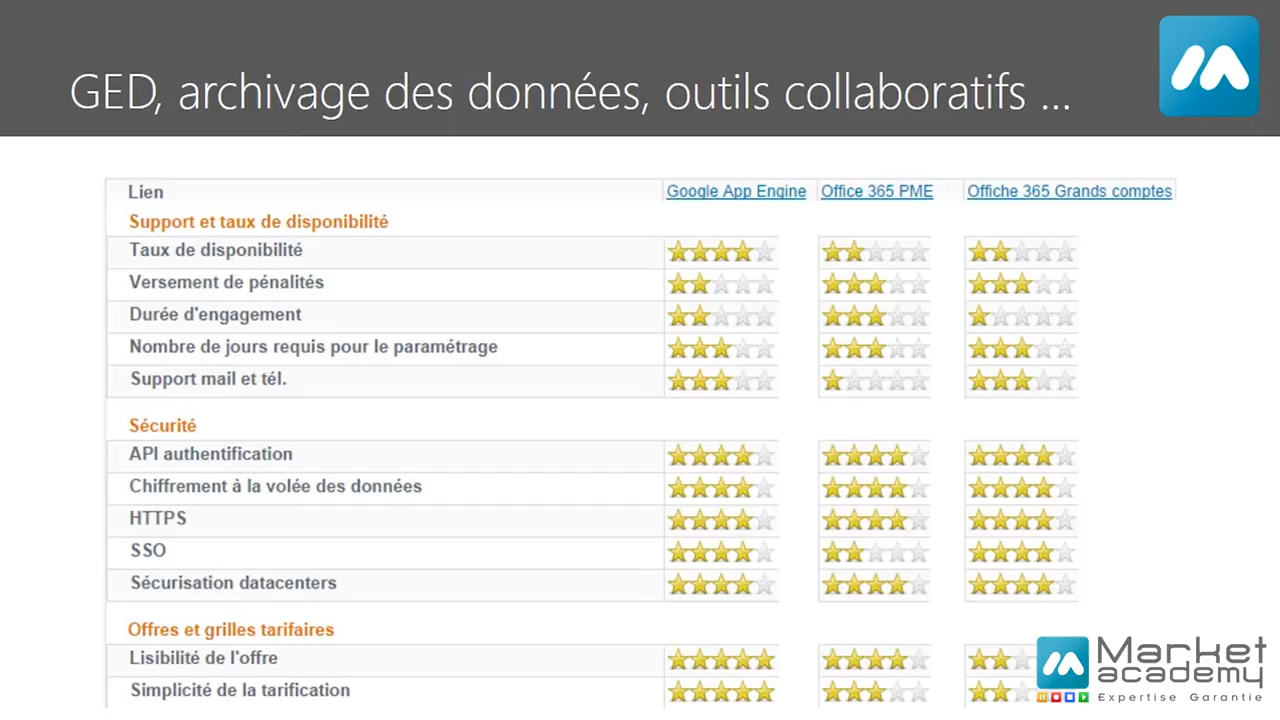 GED, archivage des données, outils collaboratifs ...
Lien Google App Engine Office 365 PME Offiche 365 Grands comptes
Support et taux de disponibilité
Taux de disponibilité
Versement de pénalités
Durée d'engagement
Nombre de jours requis pour le paramétrage
Support mail et tél.
Sécurité
API authentification
Chiffrement à la volée des données
HTTPS
SSO
Sécurisation datacenters
Offres et grilles tarifaires
Lisibilité de l'offre
Simplicité de la tarification
Market
academy
Expertise Garantie